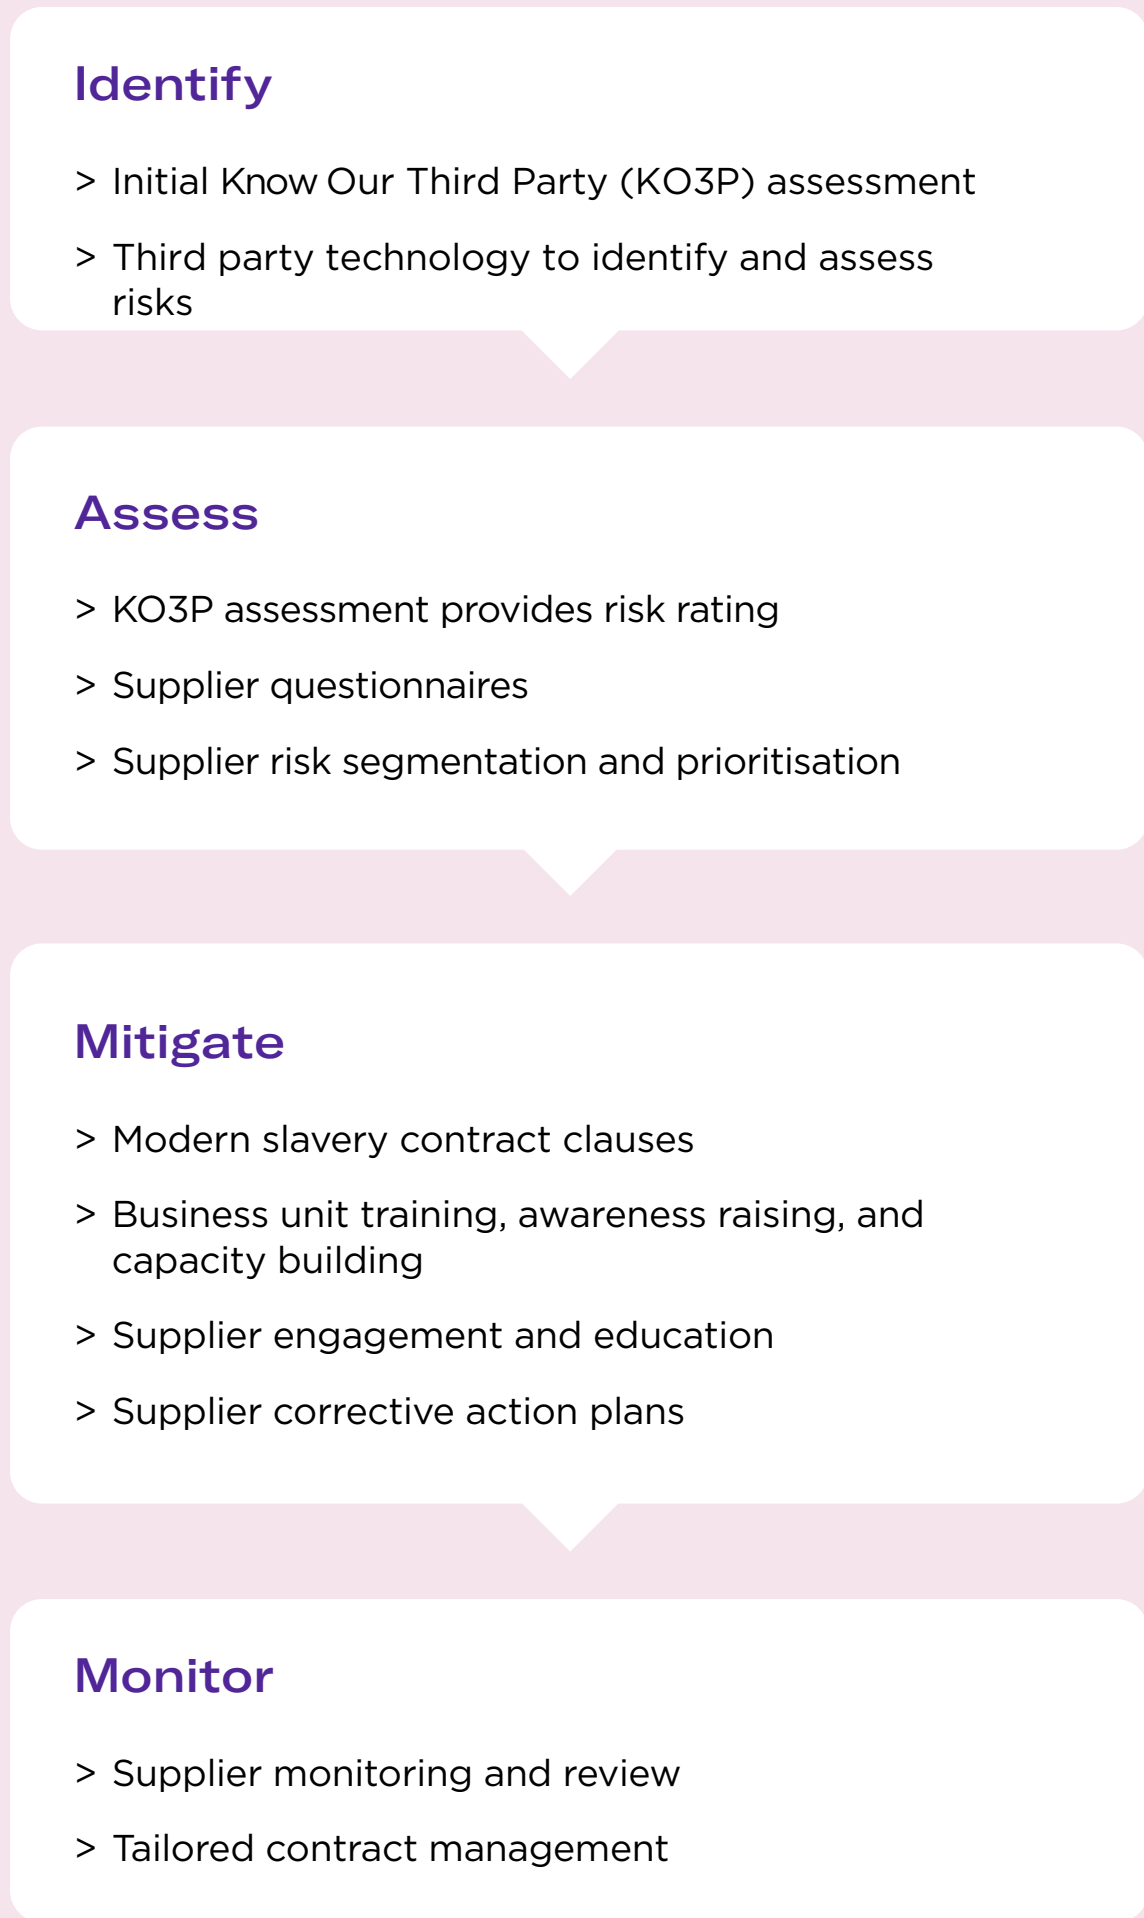 Identify
> Initial Know Our Third Party (KO3P) assessment
> Third party technology to identify and assess
risks
Assess
> KO3P assessment provides risk rating
> Supplier questionnaires
> Supplier risk segmentation and prioritisation
Mitigate
> Modern slavery contract clauses
> Business unit training, awareness raising, and
capacity building
> Supplier engagement and education
> Supplier corrective action plans
Monitor
> Supplier monitoring and review
> Tailored contract management